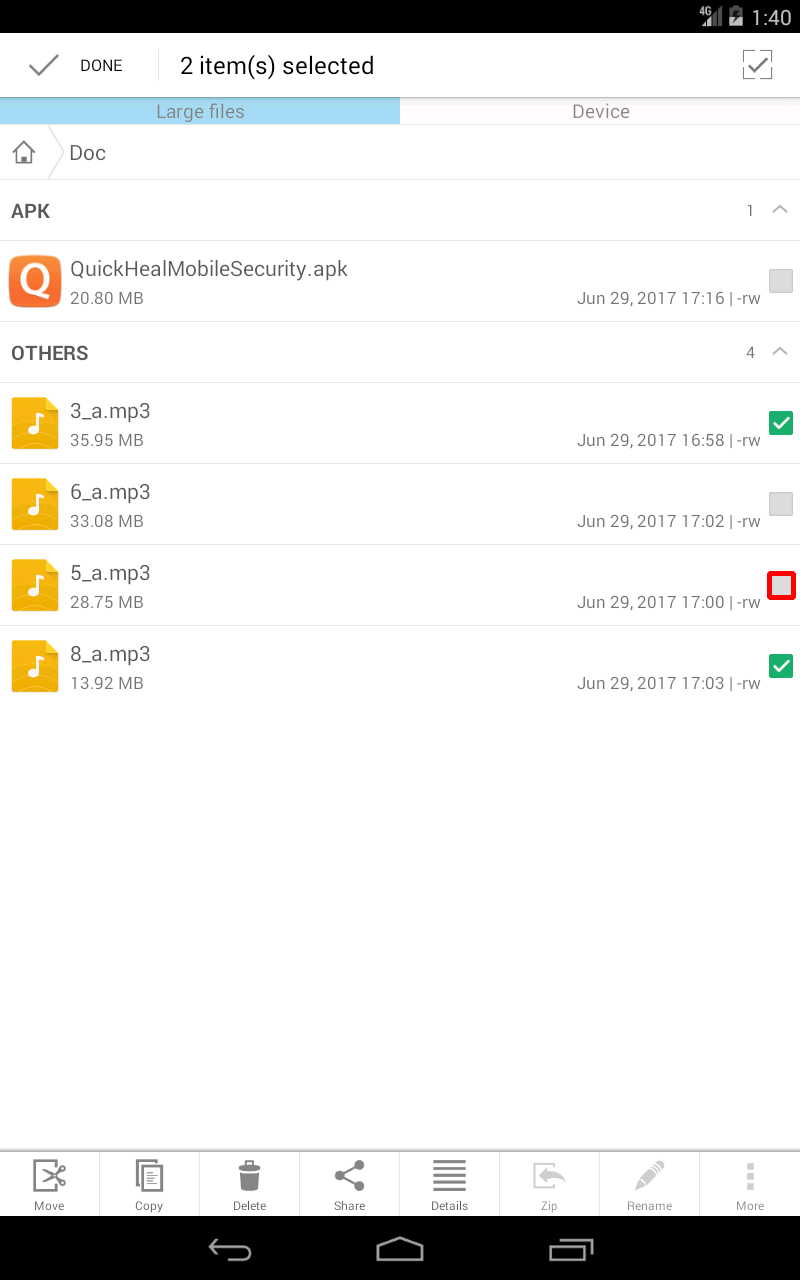 4G 1:40
DONE 2 item(s) selected
Large files Device
Doc
APK 1
Q
QuickHealMobileSecurity.apk
20.80 MB Jun 29, 2017 17:16 | -rw
OTHERS 4
3_a.mp3
35.95 MB Jun 29, 2017 16:58 | -rw
6_a.mp3
33.08 MB Jun 29, 2017 17:02 | -rw
5_a.mp3
28.75 MB Jun 29, 2017 17:00 | -rw
8_a.mp3
13.92 MB Jun 29, 2017 17:03 | -rw
Move Copy Delete Share Details Zip Rename More